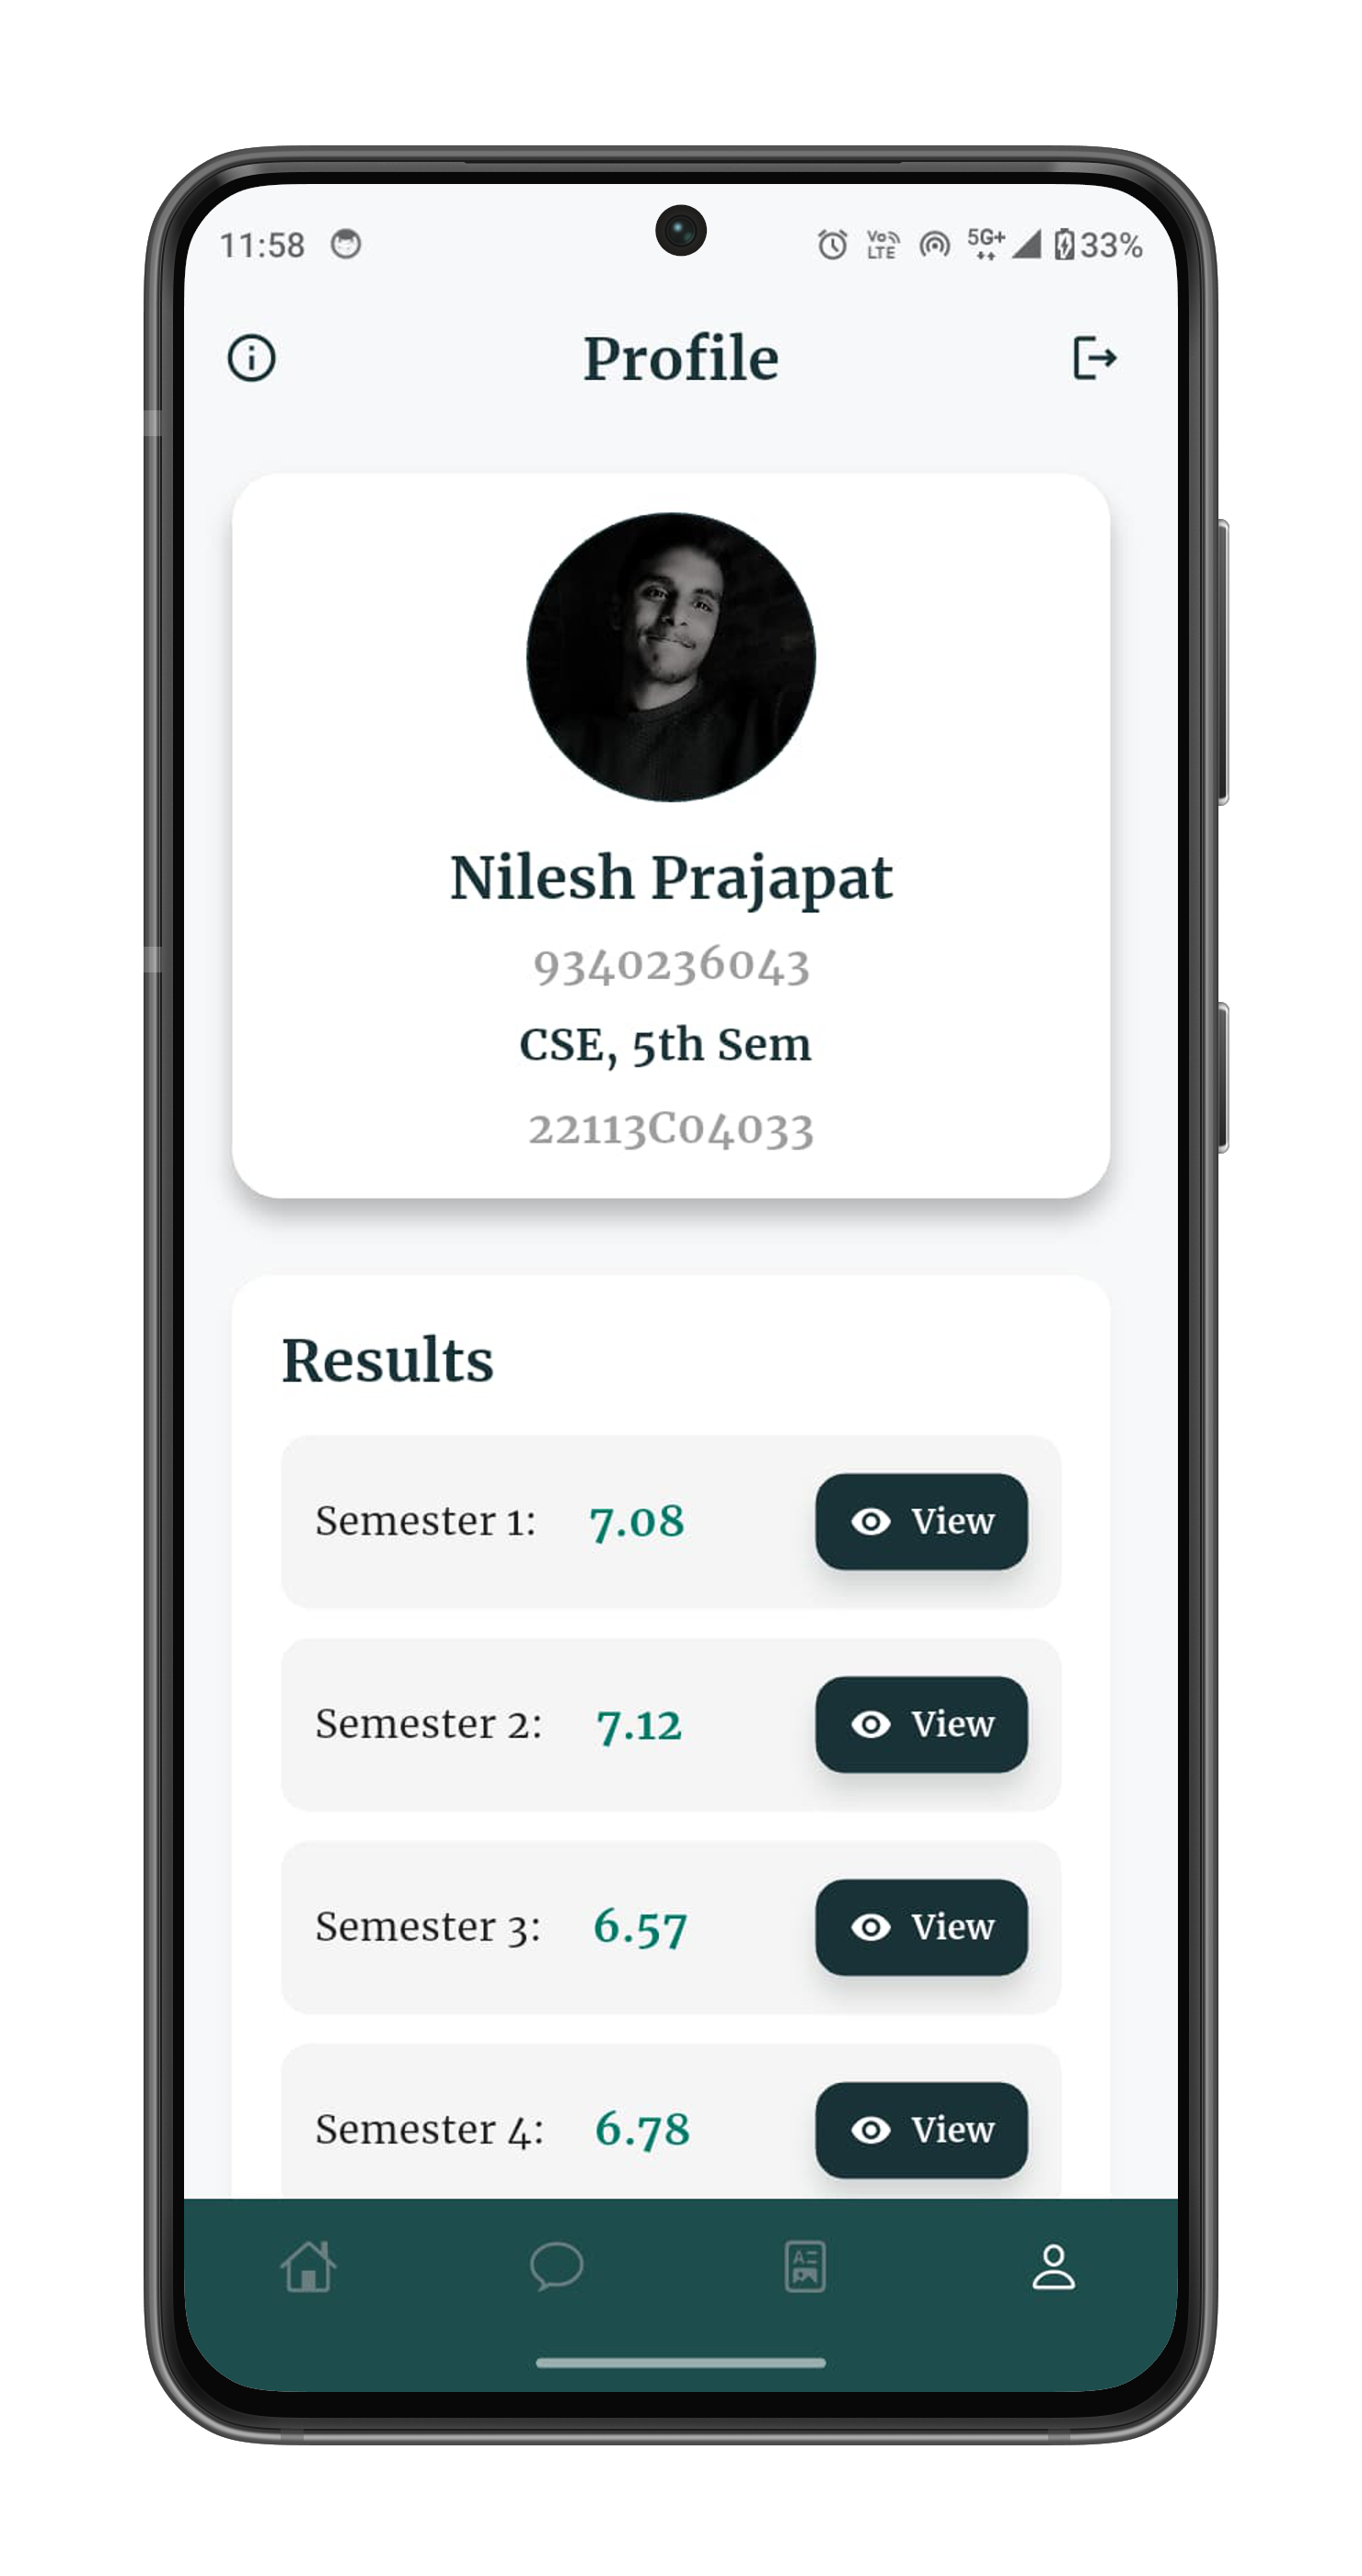 11:58
Vo LTE 5G+ 33%
Profile
Nilesh Prajapat
9340236043
CSE, 5th Sem
22113C04033
Results
Semester 1: 7.08 View
Semester 2: 7.12 View
Semester 3: 6.57 View
Semester 4: 6.78 View